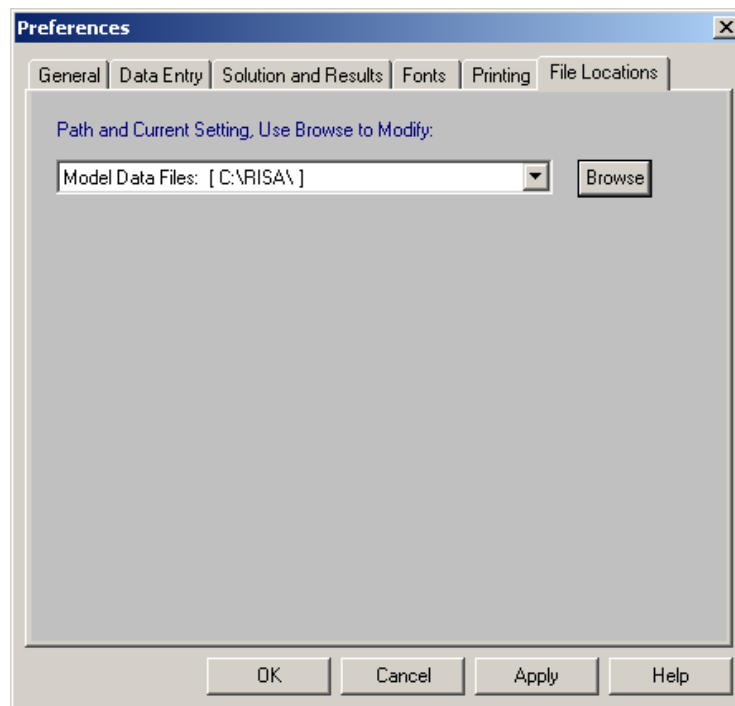 Preferences
General Data Entry Solution and Results Fonts Printing File Locations
Path and Current Setting, Use Browse to Modify:
Model Data Files: [ C:\RISA\ ] Browse
OK Cancel Apply Help